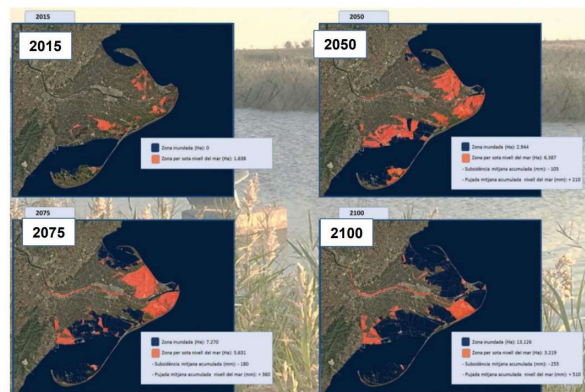 2015
2015
Zona inundada (Ha): 0
Zona per sota nivell del mar (Ha): 1.838
2050
2050
Zona inundada (Ha): 2.944
Zona per sota nivell del mar (Ha): 6.387
- Subsidència mitjana acumulada (mm): - 105
- Pujada mitjana acumulada nivell del mar (mm): + 210
2075
2075
Zona inundada (Ha): 7.270
Zona per sota nivell del mar (Ha): 5.651
- Subsidència mitjana acumulada (mm): - 180
- Pujada mitjana acumulada nivell del mar (mm): + 360
2100
2100
Zona inundada (Ha): 13.126
Zona per sota nivell del mar (Ha): 3.219
- Subsidència mitjana acumulada (mm): - 255
- Pujada mitjana acumulada nivell del mar (mm): + 510